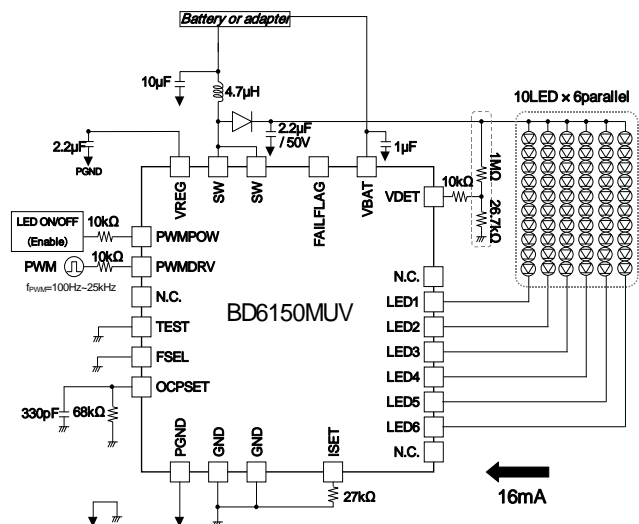 Battery or adapter
10µF
4.7µH
10LED × 6parallel
2.2µF
/ 50V
2.2µF
PGND
1µF
1MΩ
26.7kΩ
10kΩ
VREG
SW
SW
FAILFLAG
VBAT
VDET
LED ON/OFF
(Enable)
10kΩ
PWMPOW
PWM
10kΩ
PWMDRV
fPWM=100Hz~25kHz
N.C.
N.C.
LED1
BD6150MUV
TEST
LED2
FSEL
LED3
LED4
OCPSET
LED5
330pF
68kΩ
LED6
PGND
GND
GND
ISET
N.C.
27kΩ
16mA